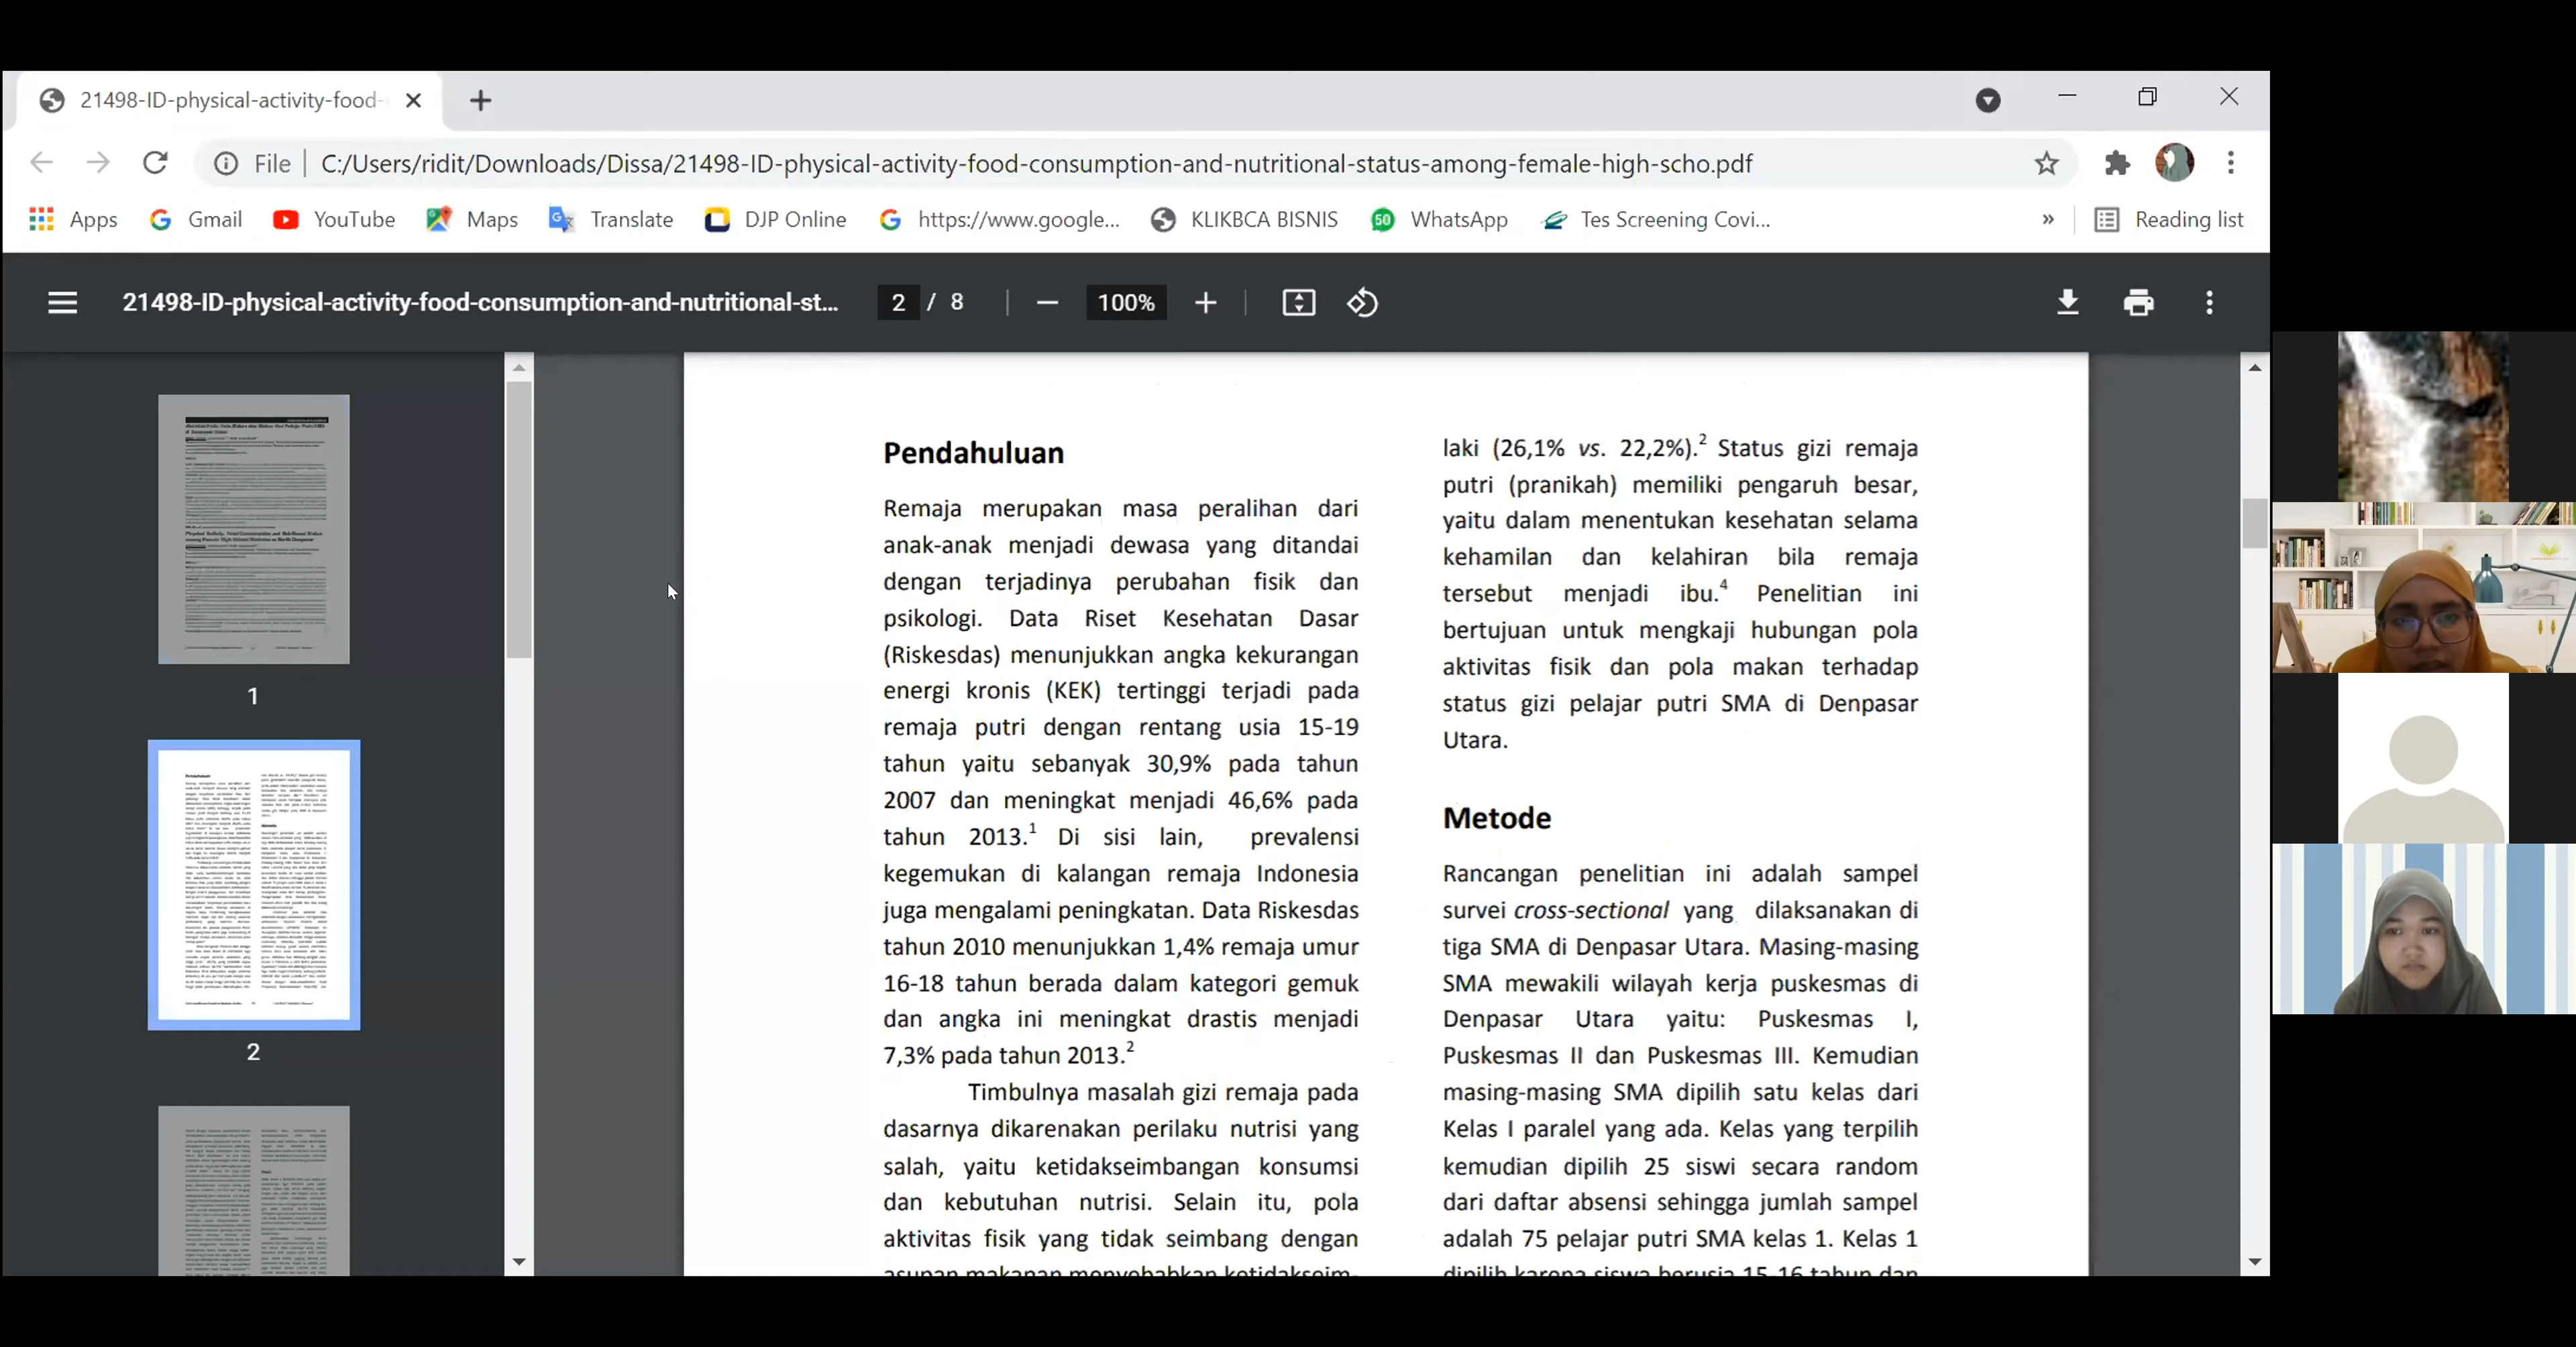 21498-ID-physical-activity-food-
File
C:/Users/ridit/Downloads/Dissa/21498-ID-physical-activity-food-consumption-and-nutritional-status-among-female-high-scho.pdf
Apps
Gmail
YouTube
Maps
Translate
DJP Online
https://www.google...
KLIKBCA BISNIS
50
WhatsApp
Tes Screening Covi...
»
Reading list
21498-ID-physical-activity-food-consumption-and-nutritional-st...
2 / 8
100%
1
2
Pendahuluan
Remaja merupakan masa peralihan dari
anak-anak menjadi dewasa yang ditandai
dengan terjadinya perubahan fisik dan
psikologi. Data Riset Kesehatan Dasar
(Riskesdas) menunjukkan angka kekurangan
energi kronis (KEK) tertinggi terjadi pada
remaja putri dengan rentang usia 15-19
tahun yaitu sebanyak 30,9% pada tahun
2007 dan meningkat menjadi 46,6% pada
tahun 2013.1 Di sisi lain, prevalensi
kegemukan di kalangan remaja Indonesia
juga mengalami peningkatan. Data Riskesdas
tahun 2010 menunjukkan 1,4% remaja umur
16-18 tahun berada dalam kategori gemuk
dan angka ini meningkat drastis menjadi
7,3% pada tahun 2013.2
Timbulnya masalah gizi remaja pada
dasarnya dikarenakan perilaku nutrisi yang
salah, yaitu ketidakseimbangan konsumsi
dan kebutuhan nutrisi. Selain itu, pola
aktivitas fisik yang tidak seimbang dengan
asupan makanan menyebabkan ketidakseim-
laki (26,1% vs. 22,2%).2 Status gizi remaja
putri (pranikah) memiliki pengaruh besar,
yaitu dalam menentukan kesehatan selama
kehamilan dan kelahiran bila remaja
tersebut menjadi ibu.4 Penelitian ini
bertujuan untuk mengkaji hubungan pola
aktivitas fisik dan pola makan terhadap
status gizi pelajar putri SMA di Denpasar
Utara.
Metode
Rancangan penelitian ini adalah sampel
survei cross-sectional yang dilaksanakan di
tiga SMA di Denpasar Utara. Masing-masing
SMA mewakili wilayah kerja puskesmas di
Denpasar Utara yaitu: Puskesmas I,
Puskesmas II dan Puskesmas III. Kemudian
masing-masing SMA dipilih satu kelas dari
Kelas I paralel yang ada. Kelas yang terpilih
kemudian dipilih 25 siswi secara random
dari daftar absensi sehingga jumlah sampel
adalah 75 pelajar putri SMA kelas 1. Kelas 1
dipilih karena siswa berusia 15-16 tahun dan